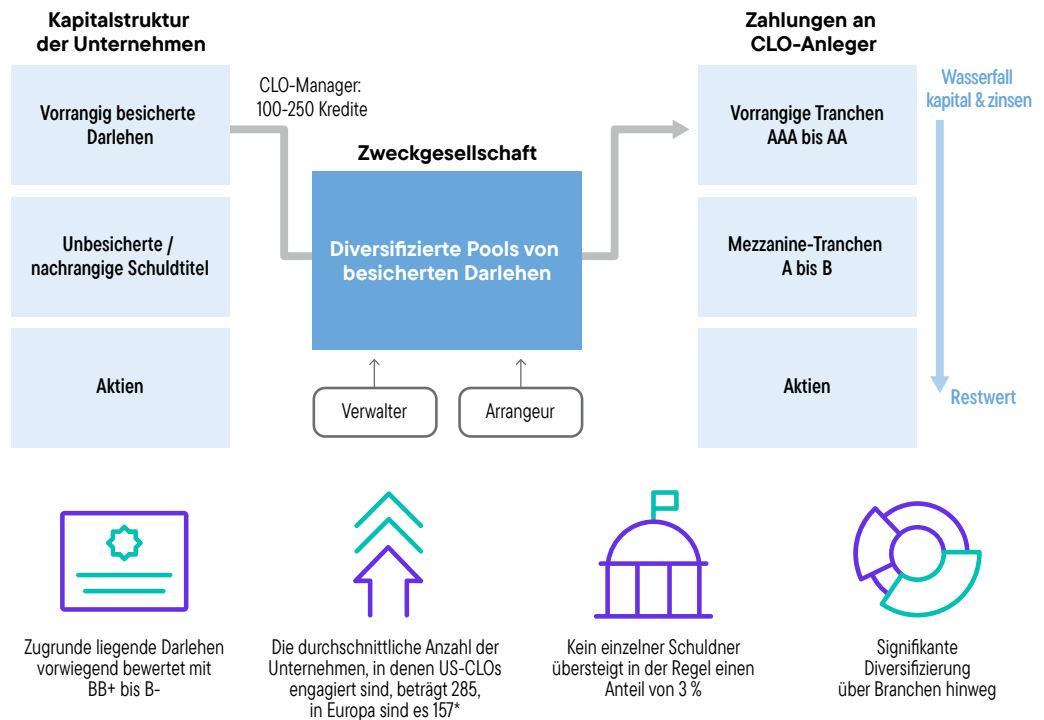 Kapitalstruktur
der Unternehmen
Vorrangig besicherte
Darlehen
Unbesicherte /
nachrangige Schuldtitel
Aktien
CLO-Manager:
100-250 Kredite
Zweckgesellschaft
Diversifizierte Pools von
besicherten Darlehen
Verwalter
Arrangeur
Zahlungen an
CLO-Anleger
Vorrangige Tranchen
AAA bis AA
Mezzanine-Tranchen
A bis B
Aktien
Wasserfall
kapital & zinsen
Restwert
Zugrunde liegende Darlehen
vorwiegend bewertet mit
BB+ bis B-
Die durchschnittliche Anzahl der
Unternehmen, in denen US-CLOs
engagiert sind, beträgt 285,
in Europa sind es 157*
Kein einzelner Schuldner
übersteigt in der Regel einen
Anteil von 3 %
Signifikante
Diversifizierung
über Branchen hinweg